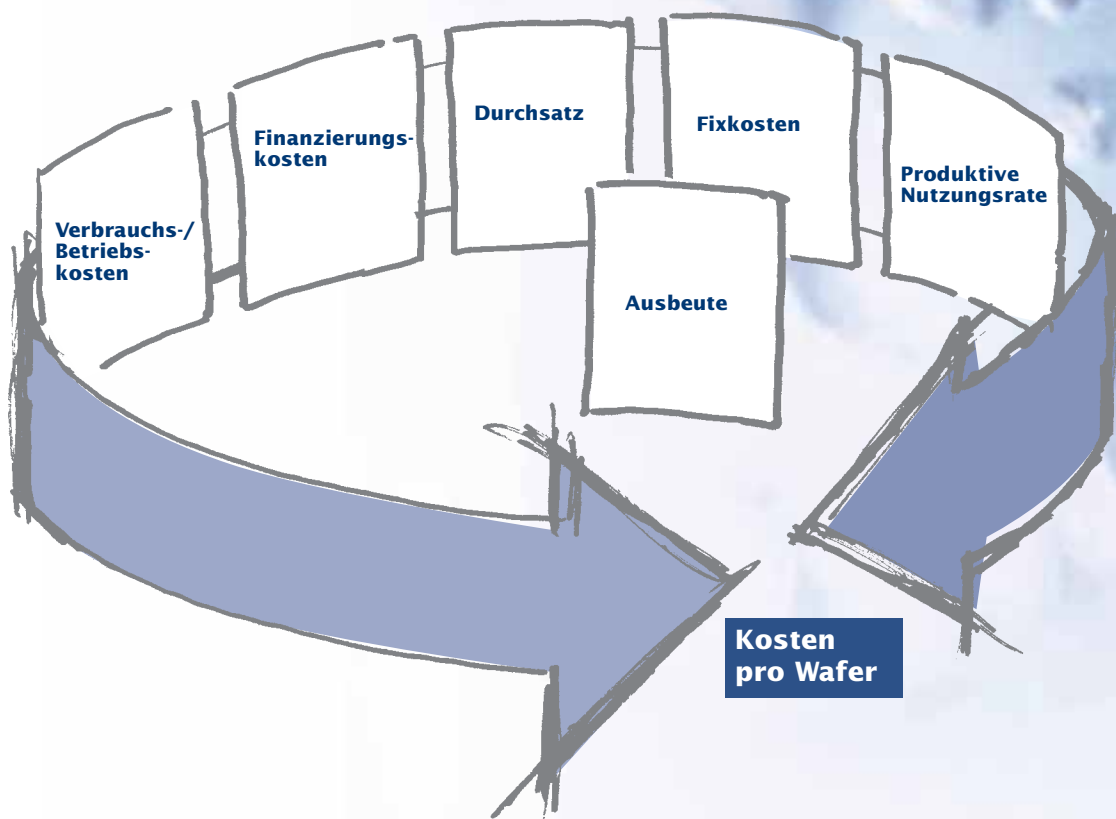 Verbrauchs-/
Betriebs-
kosten
Finanzierungs-
kosten
Durchsatz
Fixkosten
Produktive
Nutzungsrate
Ausbeute
Kosten
pro Wafer